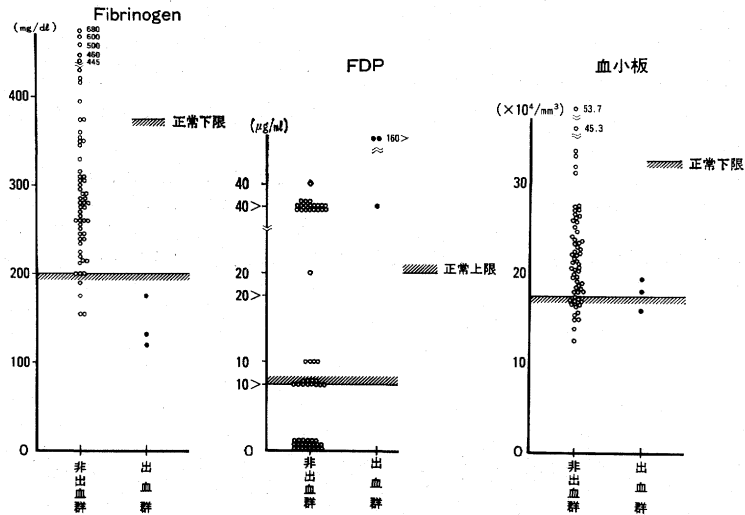 Fibrinogen
(mg/dℓ)
680
600
500
460
445
400
300
200
100
0
正常下限
非出血群
出血群
FDP
(μg/mℓ)
160>
40
40>
20
20>
10
10>
0
正常上限
非出血群
出血群
血小板
(×10⁴/mm³)
53.7
45.3
30
20
10
0
正常下限
非出血群
出血群